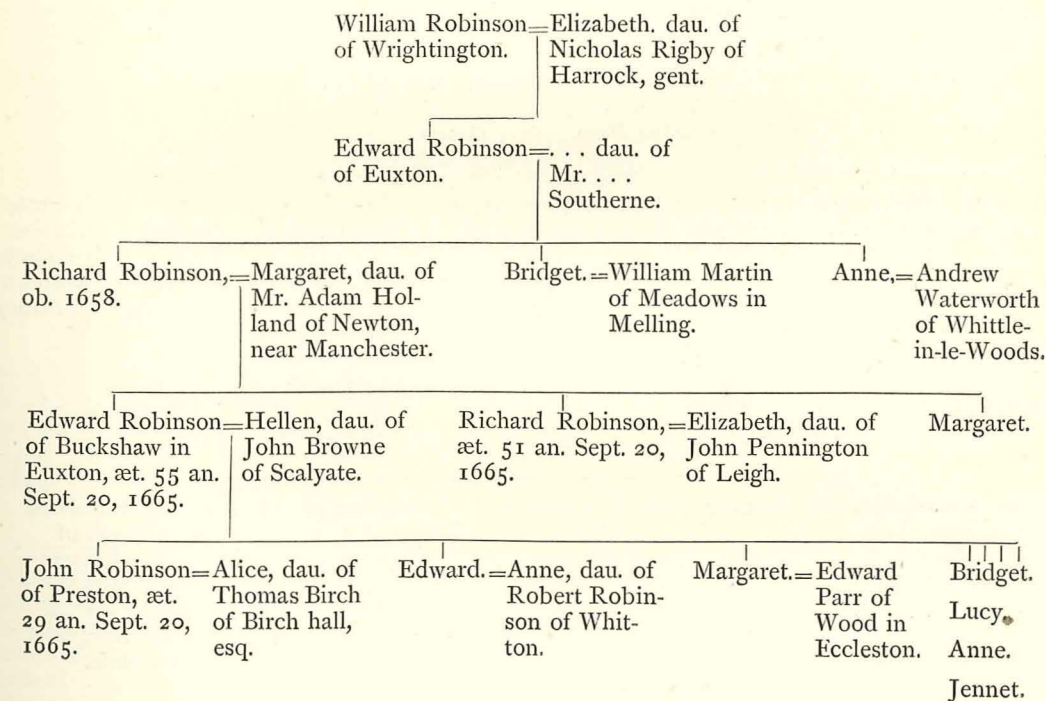 William Robinson=Elizabeth. dau. of
of Wrightington. Nicholas Rigby of
Harrock, gent.
Edward Robinson=. . . dau. of
of Euxton. Mr. . . .
Southerne.
Richard Robinson,=Margaret, dau. of
ob. 1658. Mr. Adam Hol-
land of Newton,
near Manchester.
Bridget.=William Martin
of Meadows in
Melling.
Anne,=Andrew
Waterworth
of Whittle-
in-le-Woods.
Edward Robinson=Hellen, dau. of
of Buckshaw in John Browne
Euxton, æt. 55 an. of Scalyate.
Sept. 20, 1665.
Richard Robinson,=Elizabeth, dau. of
æt. 51 an. Sept. 20, John Pennington
1665. of Leigh.
Margaret.
John Robinson=Alice, dau. of
of Preston, æt. Thomas Birch
29 an. Sept. 20, of Birch hall,
1665. esq.
Edward.=Anne, dau. of
Robert Robin-
son of Whit-
ton.
Margaret.=Edward
Parr of
Wood in
Eccleston.
Bridget.
Lucy.
Anne.
Jennet.